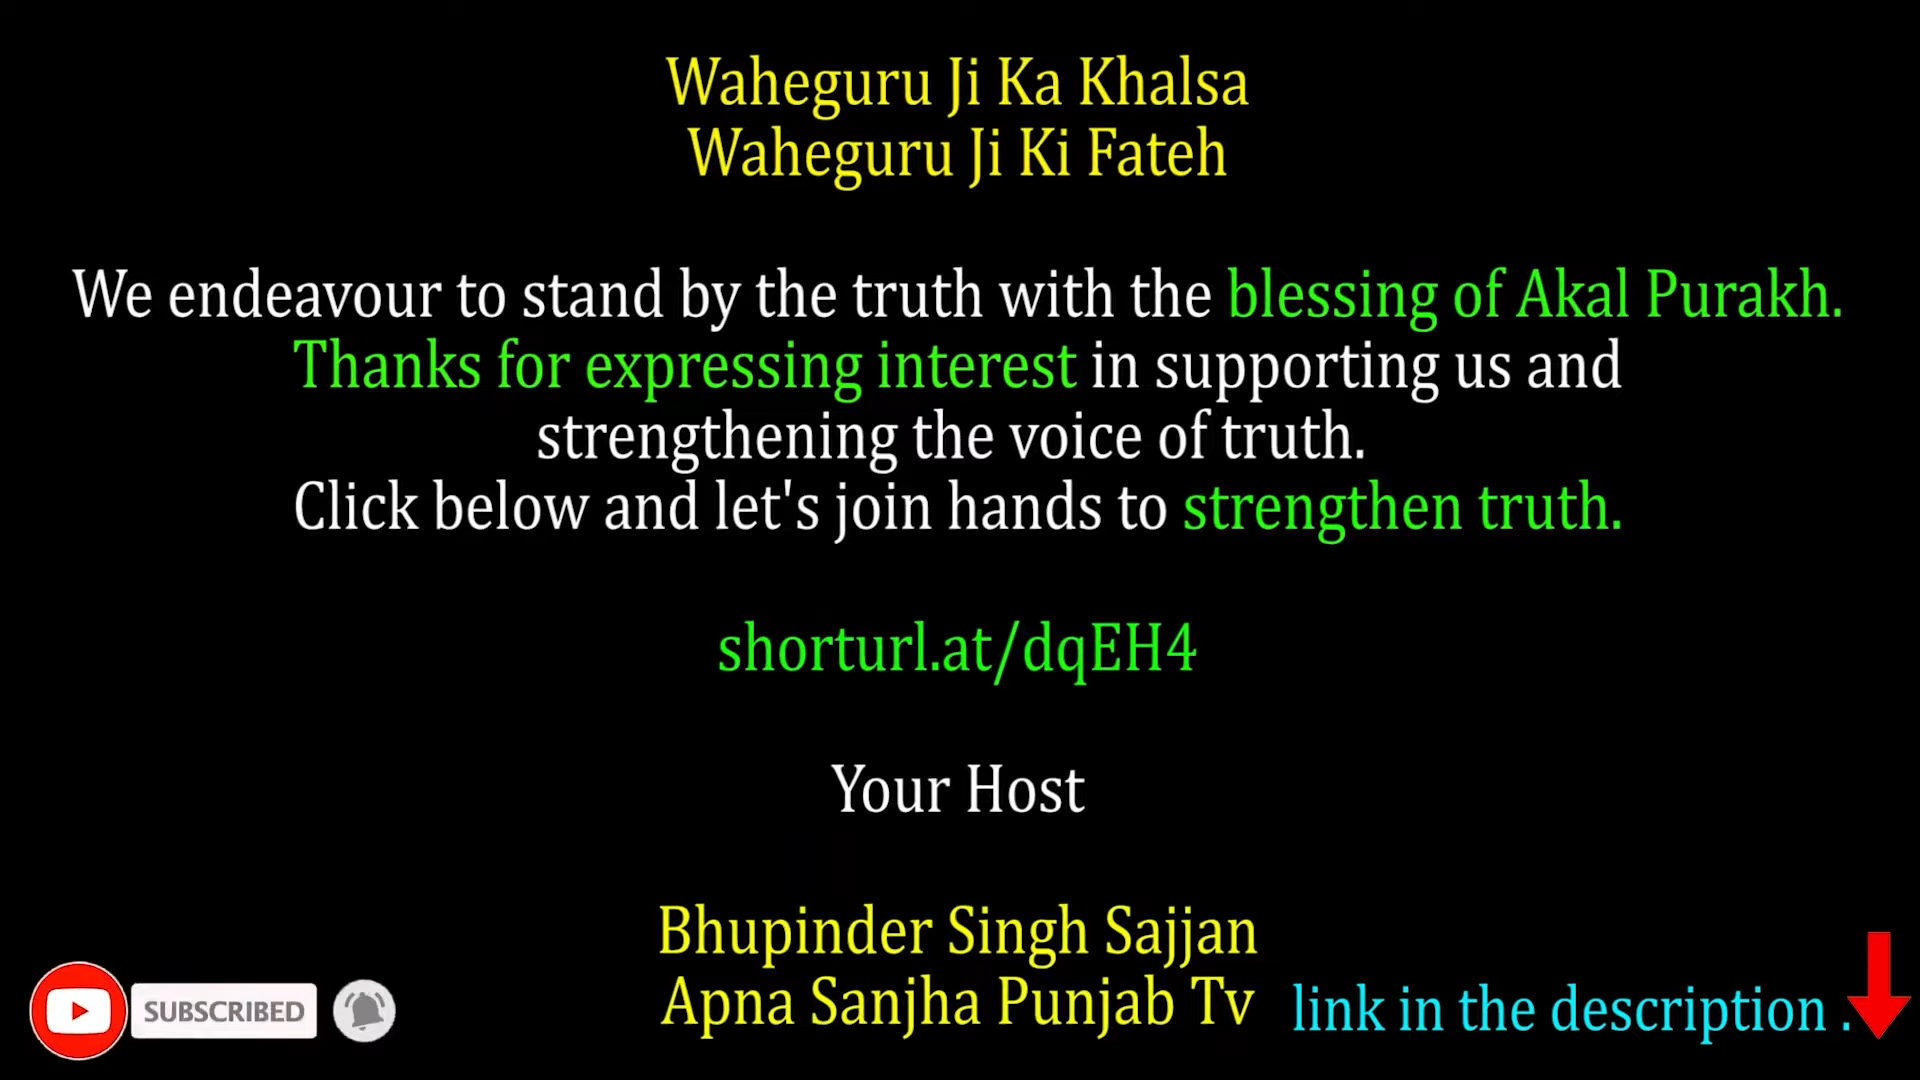 Waheguru Ji Ka Khalsa
Waheguru Ji Ki Fateh
We endeavour to stand by the truth with the blessing of Akal Purakh.
Thanks for expressing interest in supporting us and
strengthening the voice of truth.
Click below and let's join hands to strengthen truth.
shorturl.at/dqEH4
Your Host
Bhupinder Singh Sajjan
Apna Sanjha Punjab Tv
link in the description .
SUBSCRIBED